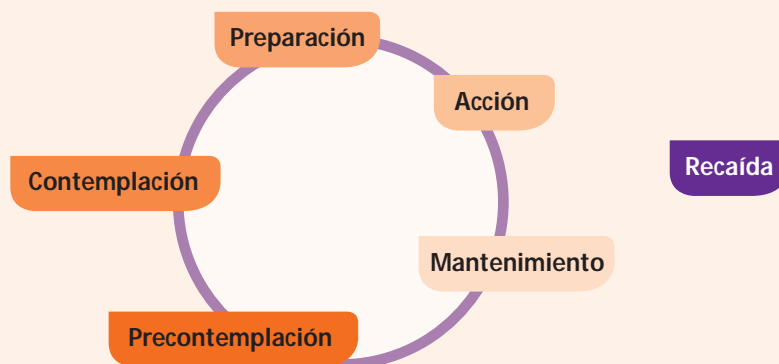 Preparación
Acción
Recaída
Contemplación
Mantenimiento
Precontemplación